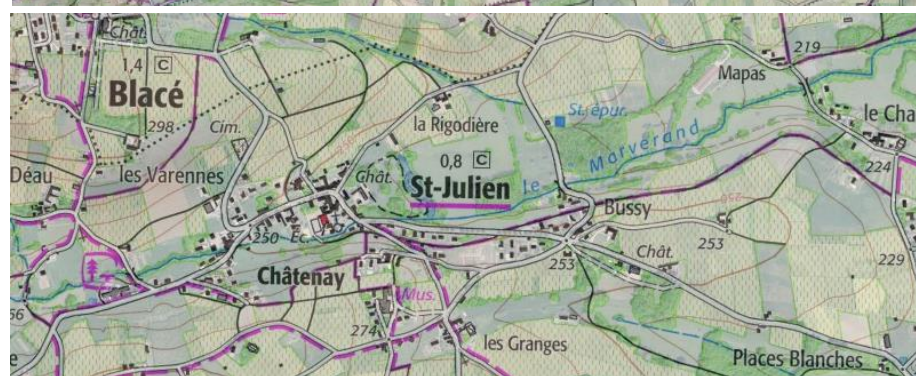 Chât.
219
1,4 C
Mapas
Blacé
St. épur.
298
Cim.
la Rigodière
le Cha
0,8 C
Marverand
Déau
les Varennes
Chât.
St-Julien
le
224
Bussy
250
Éc.
253
253
Chât.
229
Châtenay
Mus.
56
274
les Granges
Places Blanches
e